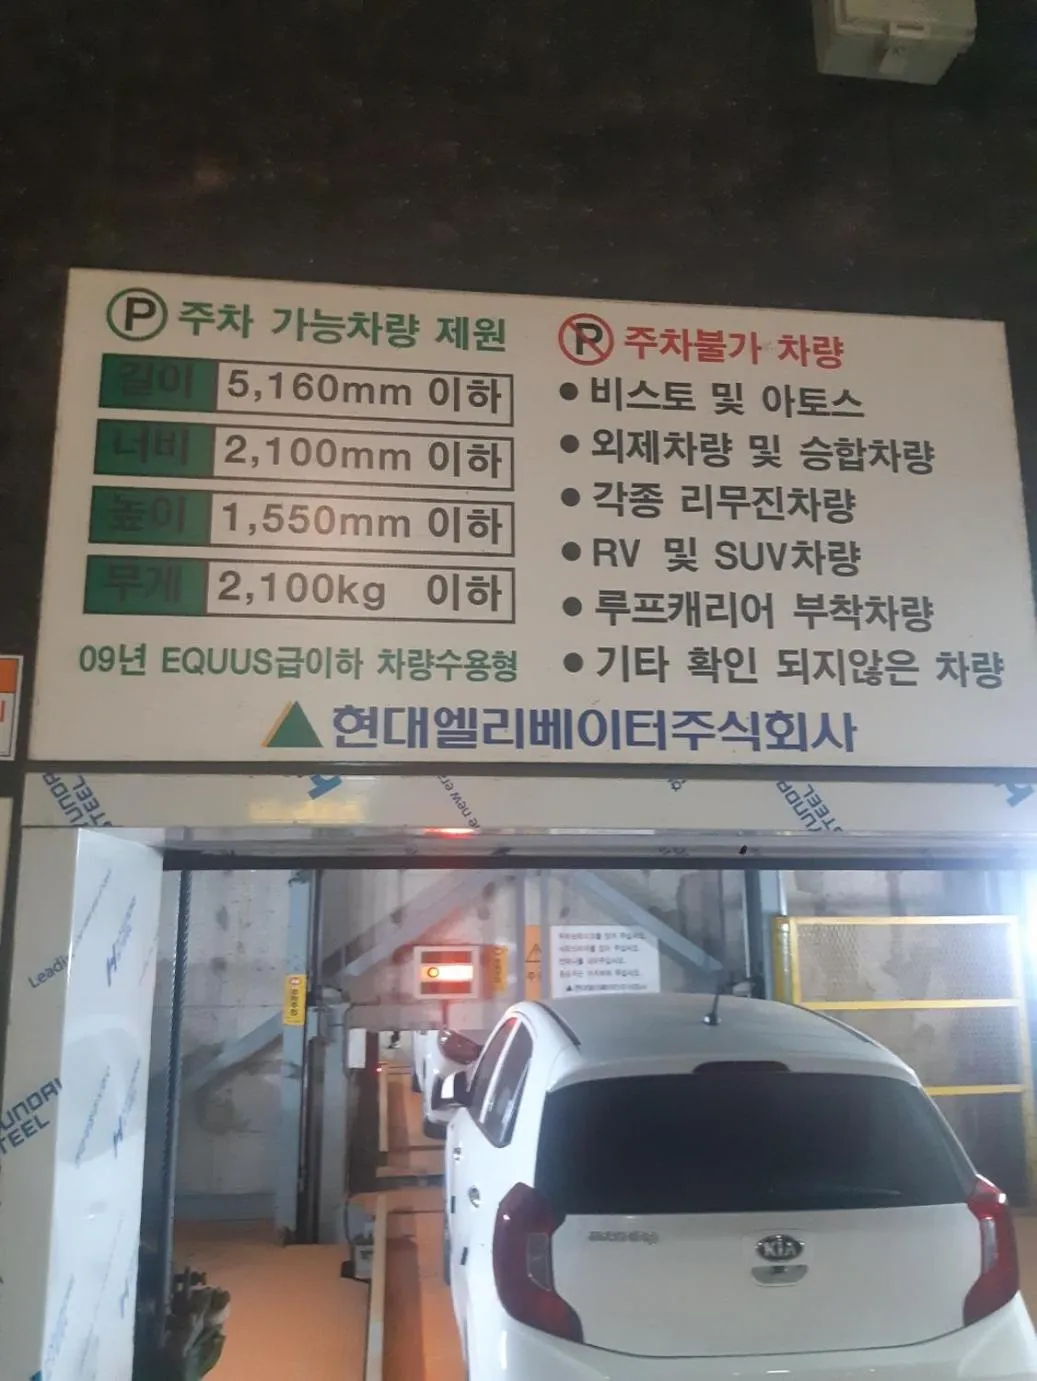 Ⓟ 주차 가능차량 제원
길이 5,160mm 이하
너비 2,100mm 이하
높이 1,550mm 이하
무게 2,100kg 이하
09년 EQUUS급이하 차량수용형
P 주차불가 차량
● 비스토 및 아토스
● 외제차량 및 승합차량
● 각종 리무진차량
● RV 및 SUV차량
● 루프캐리어 부착차량
● 기타 확인 되지않은 차량
현대엘리베이터주식회사
KIA